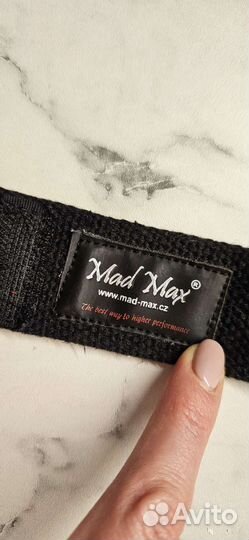 Mad Max®
www.mad-max.cz
The best way to higher performance
Avito